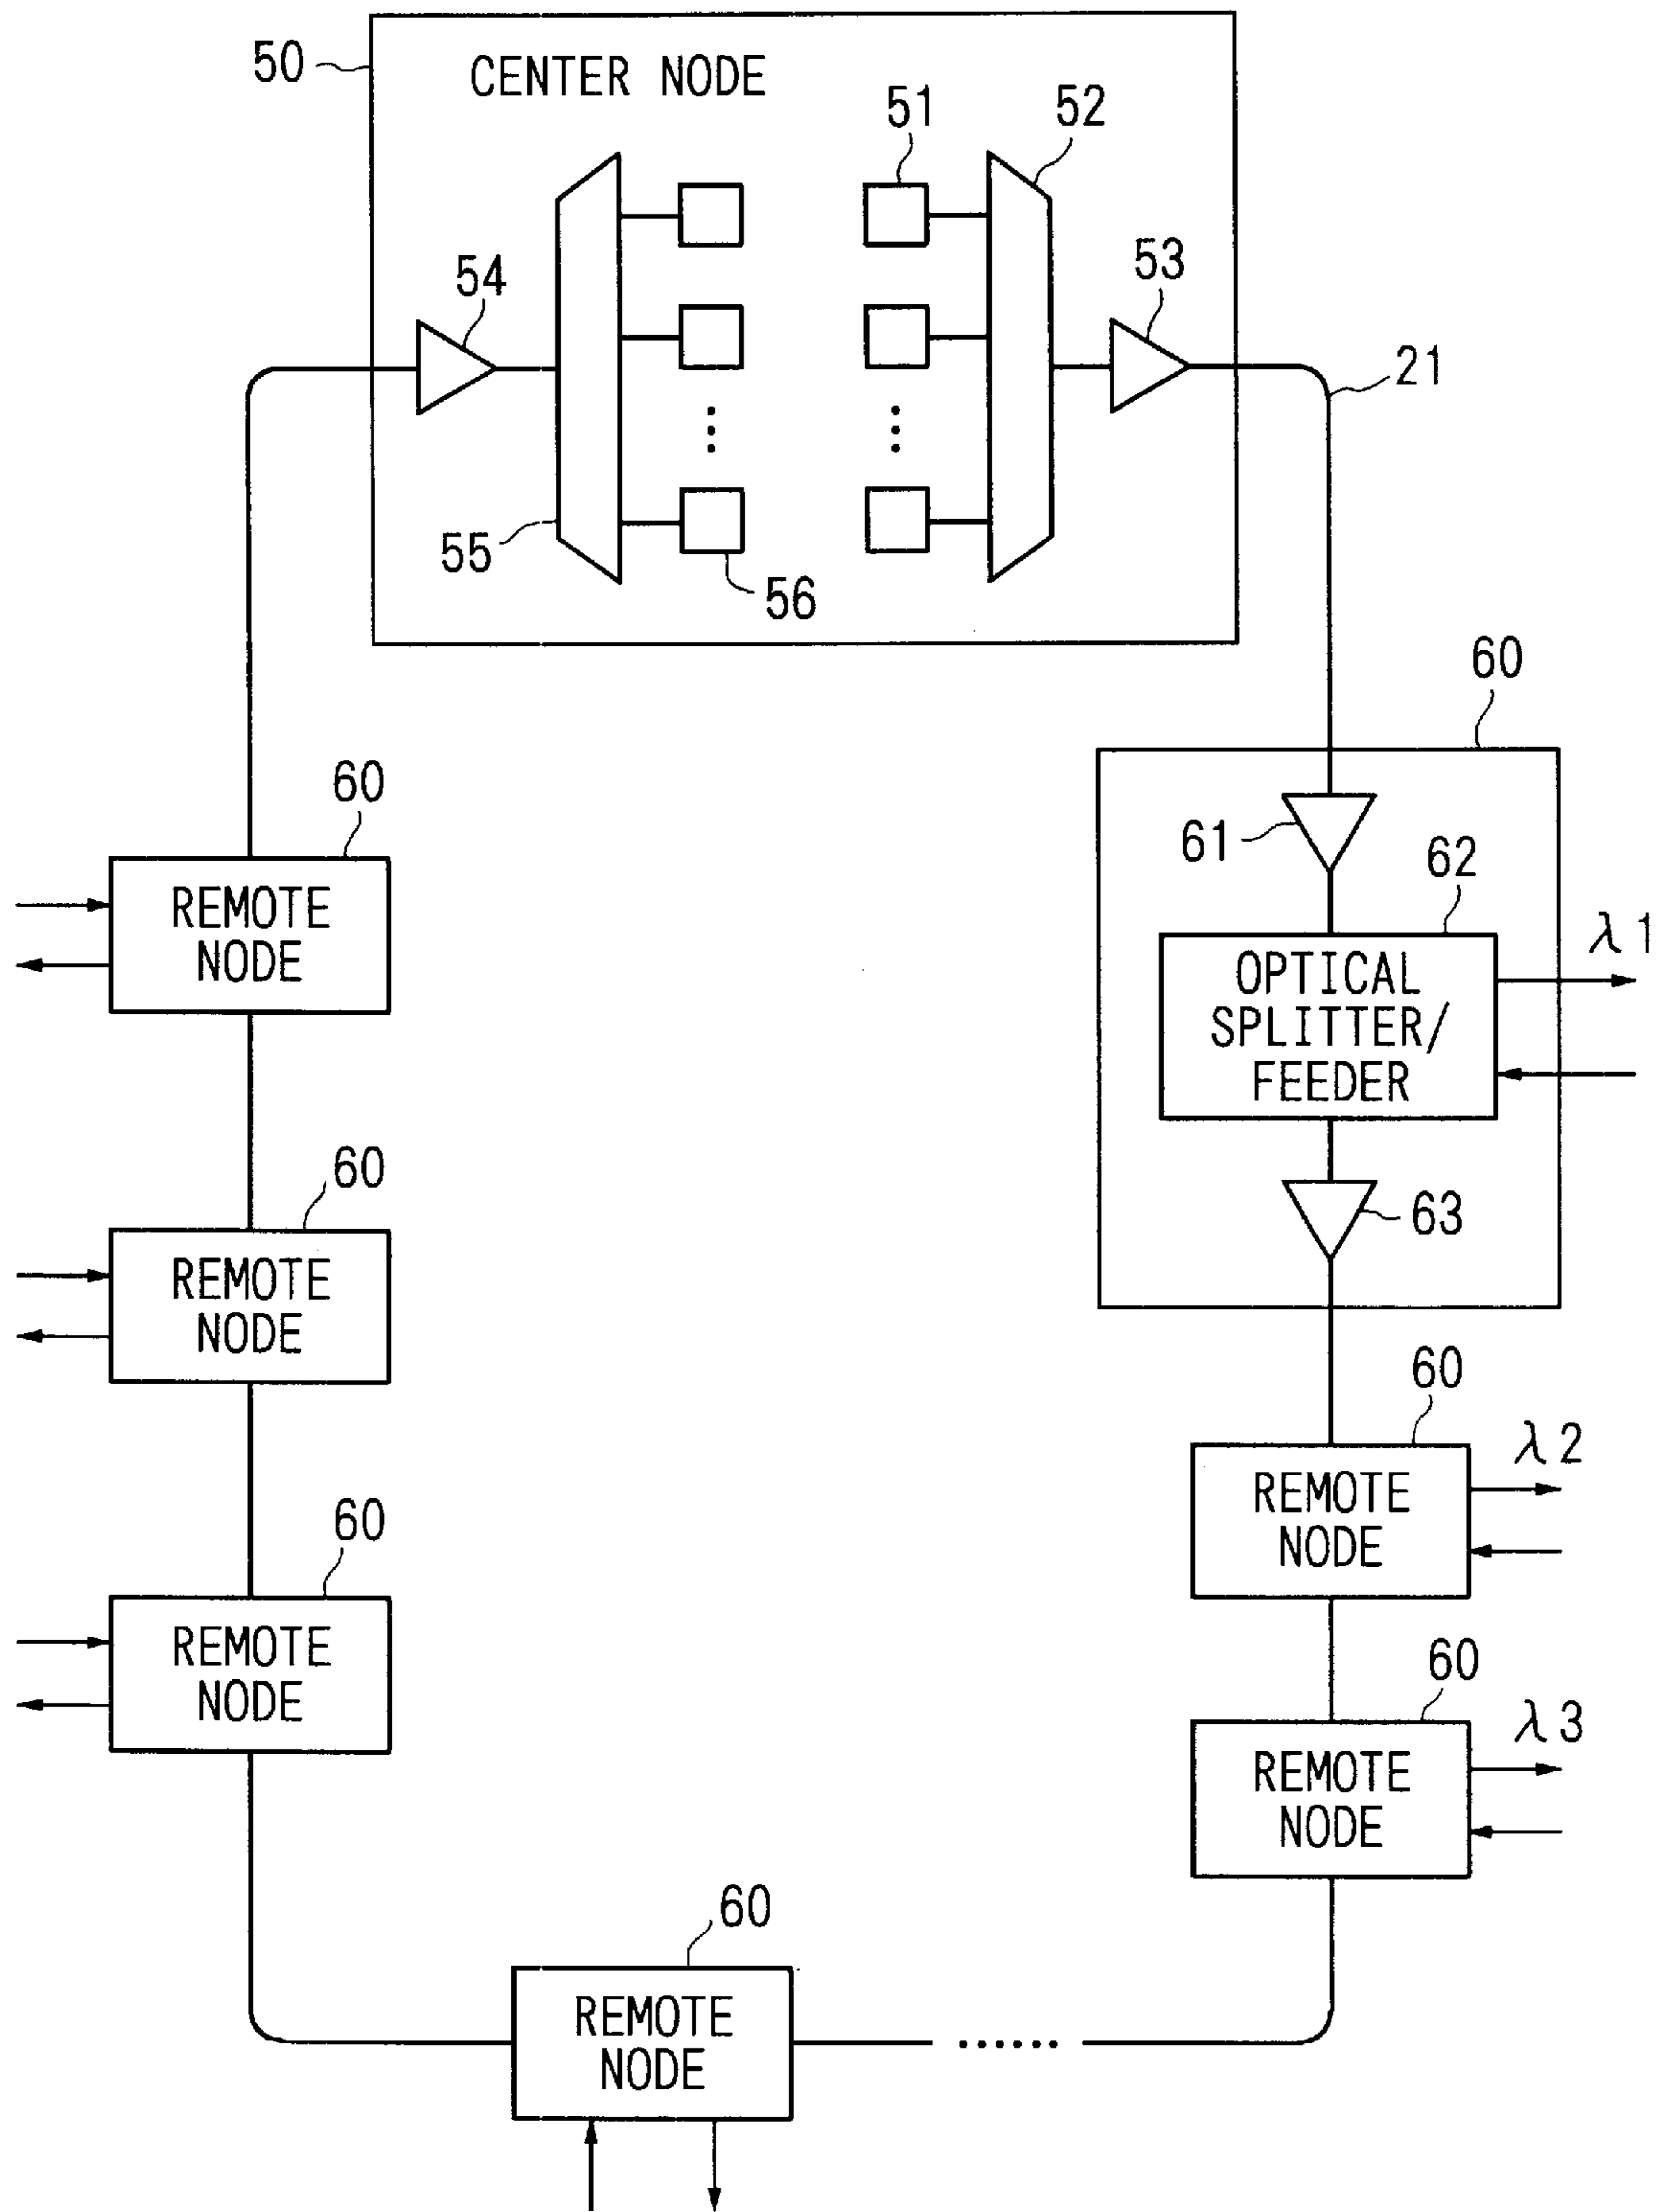 50
CENTER NODE
51
52
53
54
21
55
56
60
60
61
62
λ1
REMOTE
NODE
OPTICAL
SPLITTER/
FEEDER
60
63
REMOTE
NODE
60
λ2
REMOTE
NODE
60
REMOTE
NODE
60
λ3
REMOTE
NODE
60
REMOTE
NODE